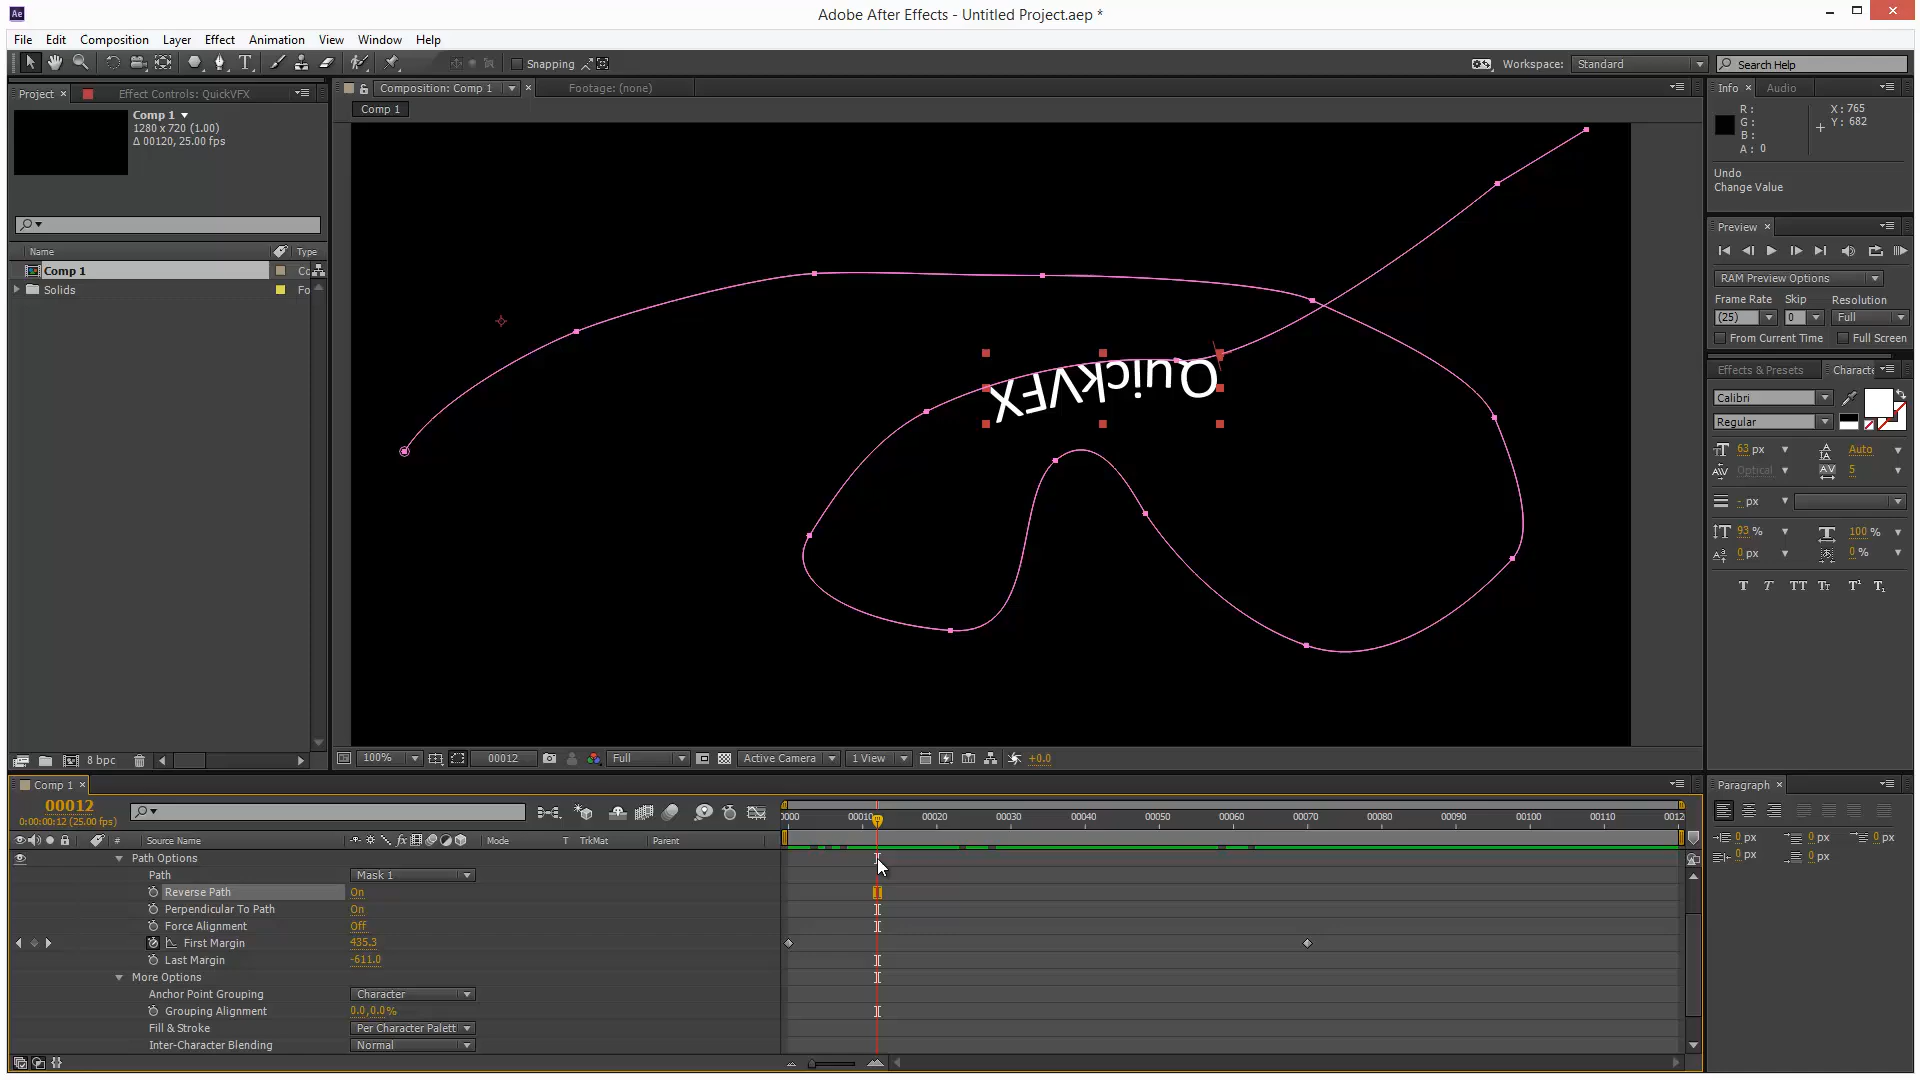 Adobe After Effects - Untitled Project.aep *
File Edit Composition Layer Effect Animation View Window Help
Snapping
Workspace: Standard
Search Help
Project × Effect Controls: QuickVFX
Composition: Comp 1 × Footage: (none)
Info × Audio
Comp 1
Comp 1
1280 x 720 (1.00)
Δ 00120, 25.00 fps
R :
G :
B :
A : 0
X : 765
Y : 682
Undo
Change Value
Name Type
Comp 1 Co
Solids Fo
Preview ×
RAM Preview Options
Frame Rate Skip Resolution
(25) 0 Full
From Current Time Full Screen
Effects & Presets Characte
Calibri
Regular
63 px Auto
Optical 5
- px
93 % 100 %
0 px 0 %
T T TT Tt T¹ T₁
QuickVFX
8 bpc
100% 00012 Full Active Camera 1 View +0.0
Comp 1 ×
00012
0:00:00:12 (25.00 fps)
0000 00010 00020 00030 00040 00050 00060 00070 00080 00090 00100 00110 0012
# Source Name Mode T TrkMat Parent
Path Options
Path Mask 1
Reverse Path On
Perpendicular To Path On
Force Alignment Off
First Margin 435.3
Last Margin -611.0
More Options
Anchor Point Grouping Character
Grouping Alignment 0.0,0.0%
Fill & Stroke Per Character Palett
Inter-Character Blending Normal
Paragraph ×
0 px 0 px 0 px
0 px 0 px